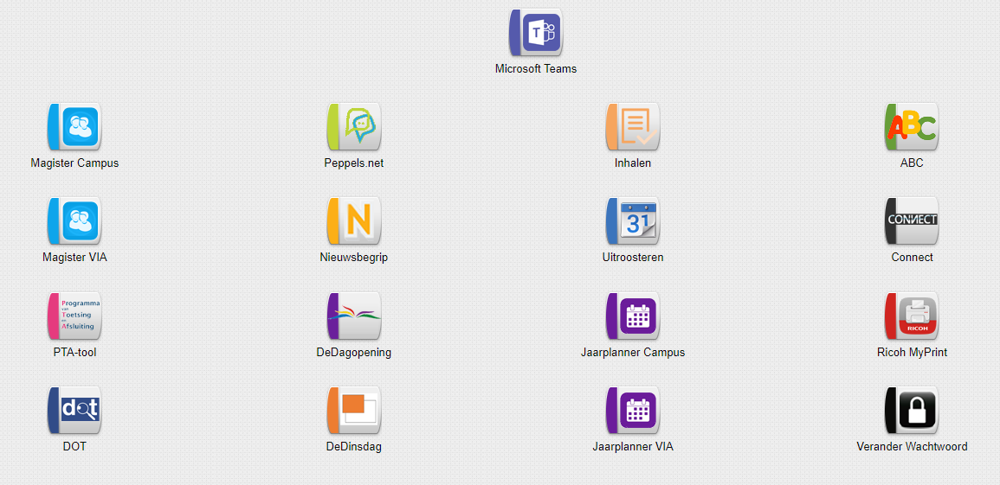 T
Microsoft Teams
Magister Campus
Peppels.net
Inhalen
ABC
ABC
N
31
CONNECT
Magister VIA
Nieuwsbegrip
Uitroosteren
Connect
Programma
van
Toetsing
en
Afsluiting
RICOH
PTA-tool
DeDagopening
Jaarplanner Campus
Ricoh MyPrint
dot
DOT
DeDinsdag
Jaarplanner VIA
Verander Wachtwoord